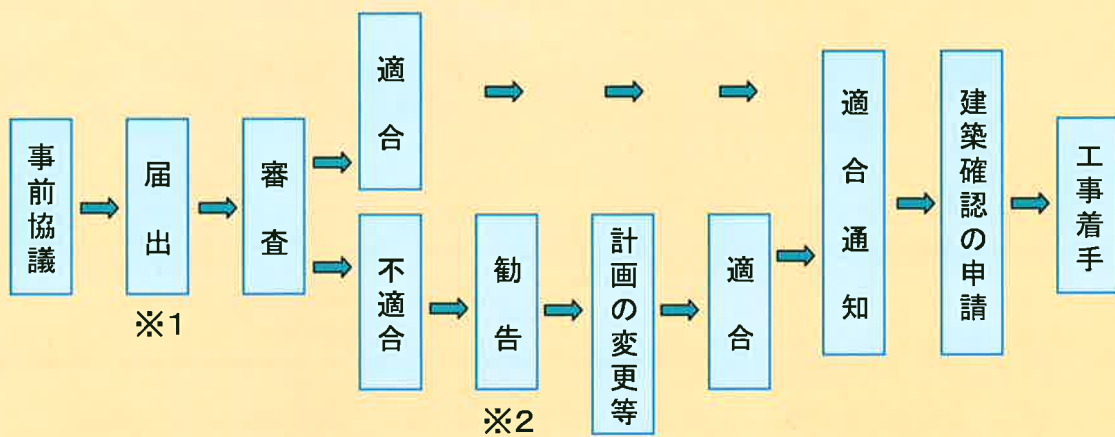 事前協議
届出
※1
審査
適合
不適合
勧告
※2
計画の変更等
適合
適合通知
建築確認の申請
工事着手